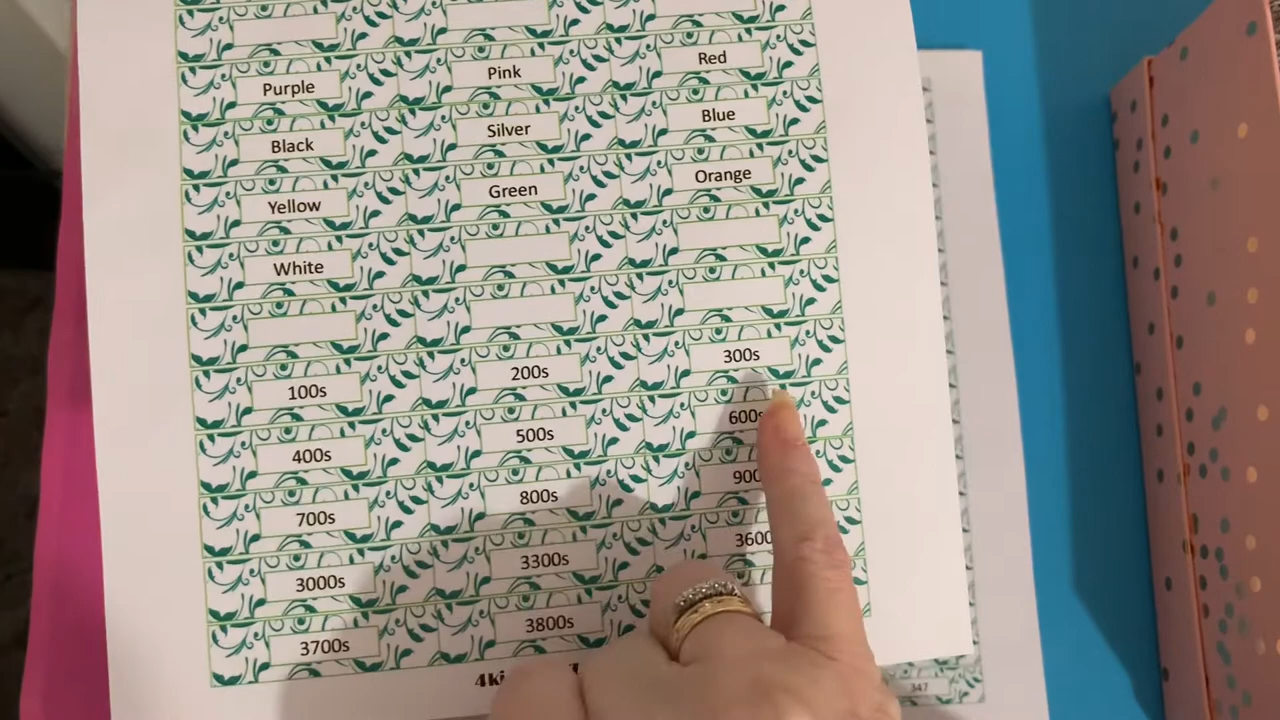 Purple Pink Red
Black Silver Blue
Yellow Green Orange
White
100s 200s 300s
400s 500s 600s
700s 800s
3000s 3300s
3700s 3800s
347